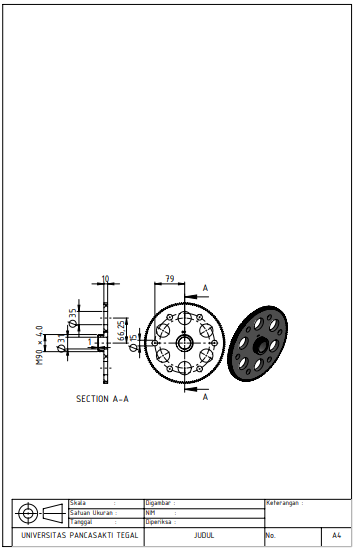 10
79
A
Ø35
66,25
M90 × 4.0
Ø31
1
Ø15
A
SECTION A-A
Skala :
Digambar :
Keterangan :
Satuan Ukuran :
NIM :
Tanggal :
Diperiksa :
UNIVERSITAS PANCASAKTI TEGAL
JUDUL
No.
A4